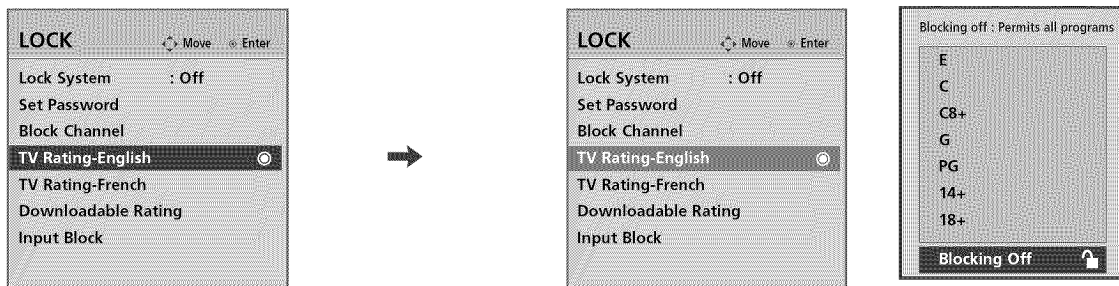 LOCK Move Enter
Lock System : Off
Set Password
Block Channel
TV Rating-English
TV Rating-French
Downloadable Rating
Input Block
LOCK Move Enter
Lock System : Off
Set Password
Block Channel
TV Rating-English
TV Rating-French
Downloadable Rating
Input Block
Blocking off : Permits all programs
E
C
C8+
G
PG
14+
18+
Blocking Off